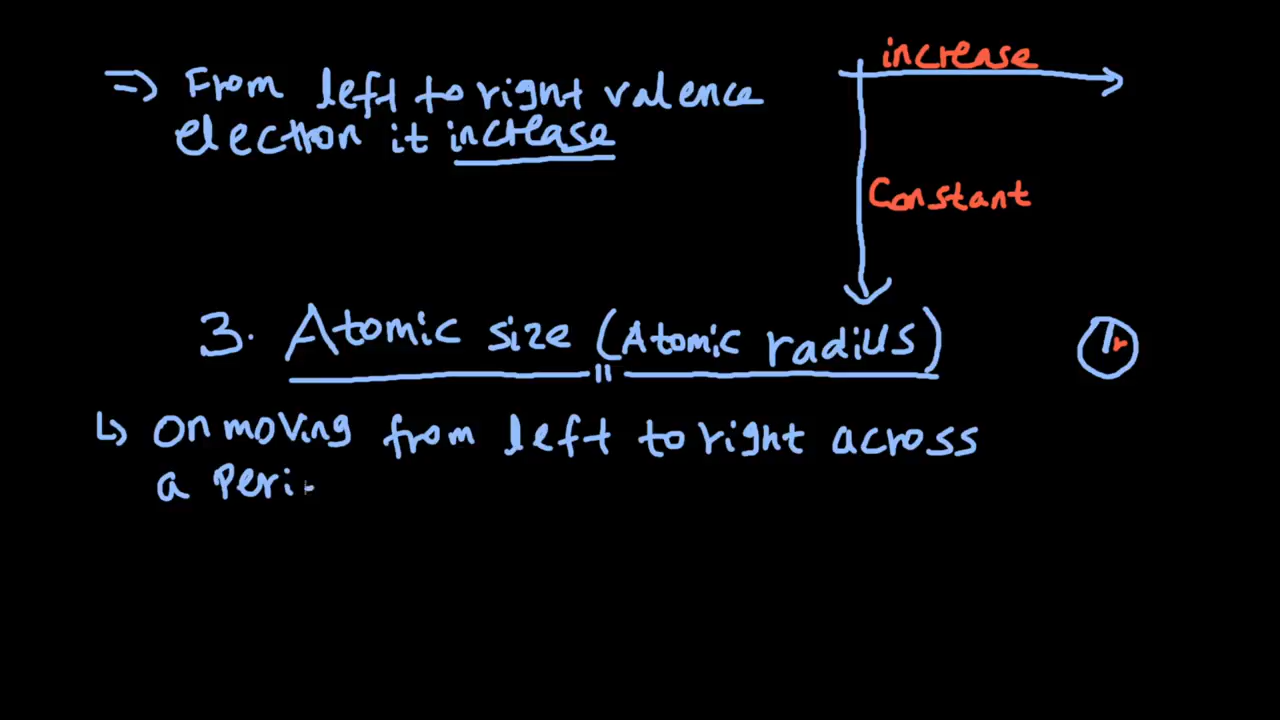 ⇒ From left to right valence
electron it increase
increase
Constant
3. Atomic size (Atomic radius)
r
↳ on moving from left to right across
a peri